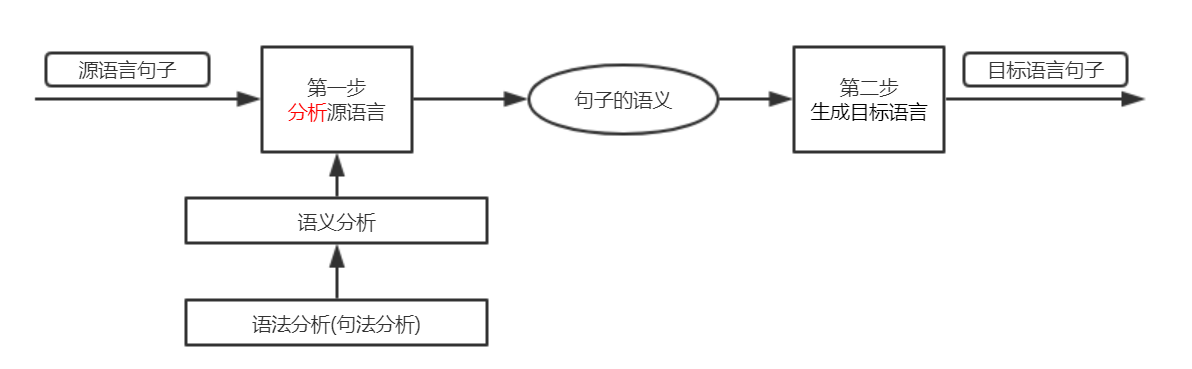 源语言句子
第一步
分析源语言
句子的语义
第二步
生成目标语言
目标语言句子
语义分析
语法分析(句法分析)